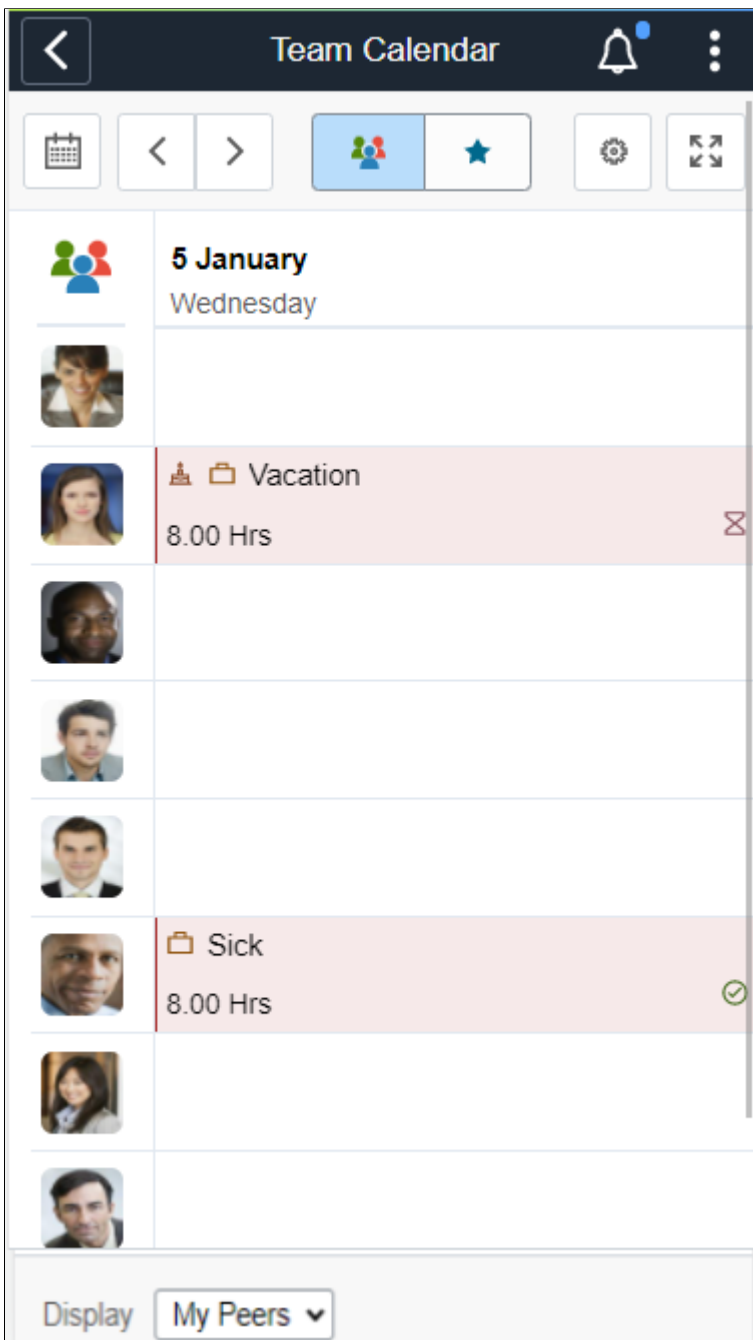 Team Calendar
5 January
Wednesday
Vacation
8.00 Hrs
Sick
8.00 Hrs
Display My Peers